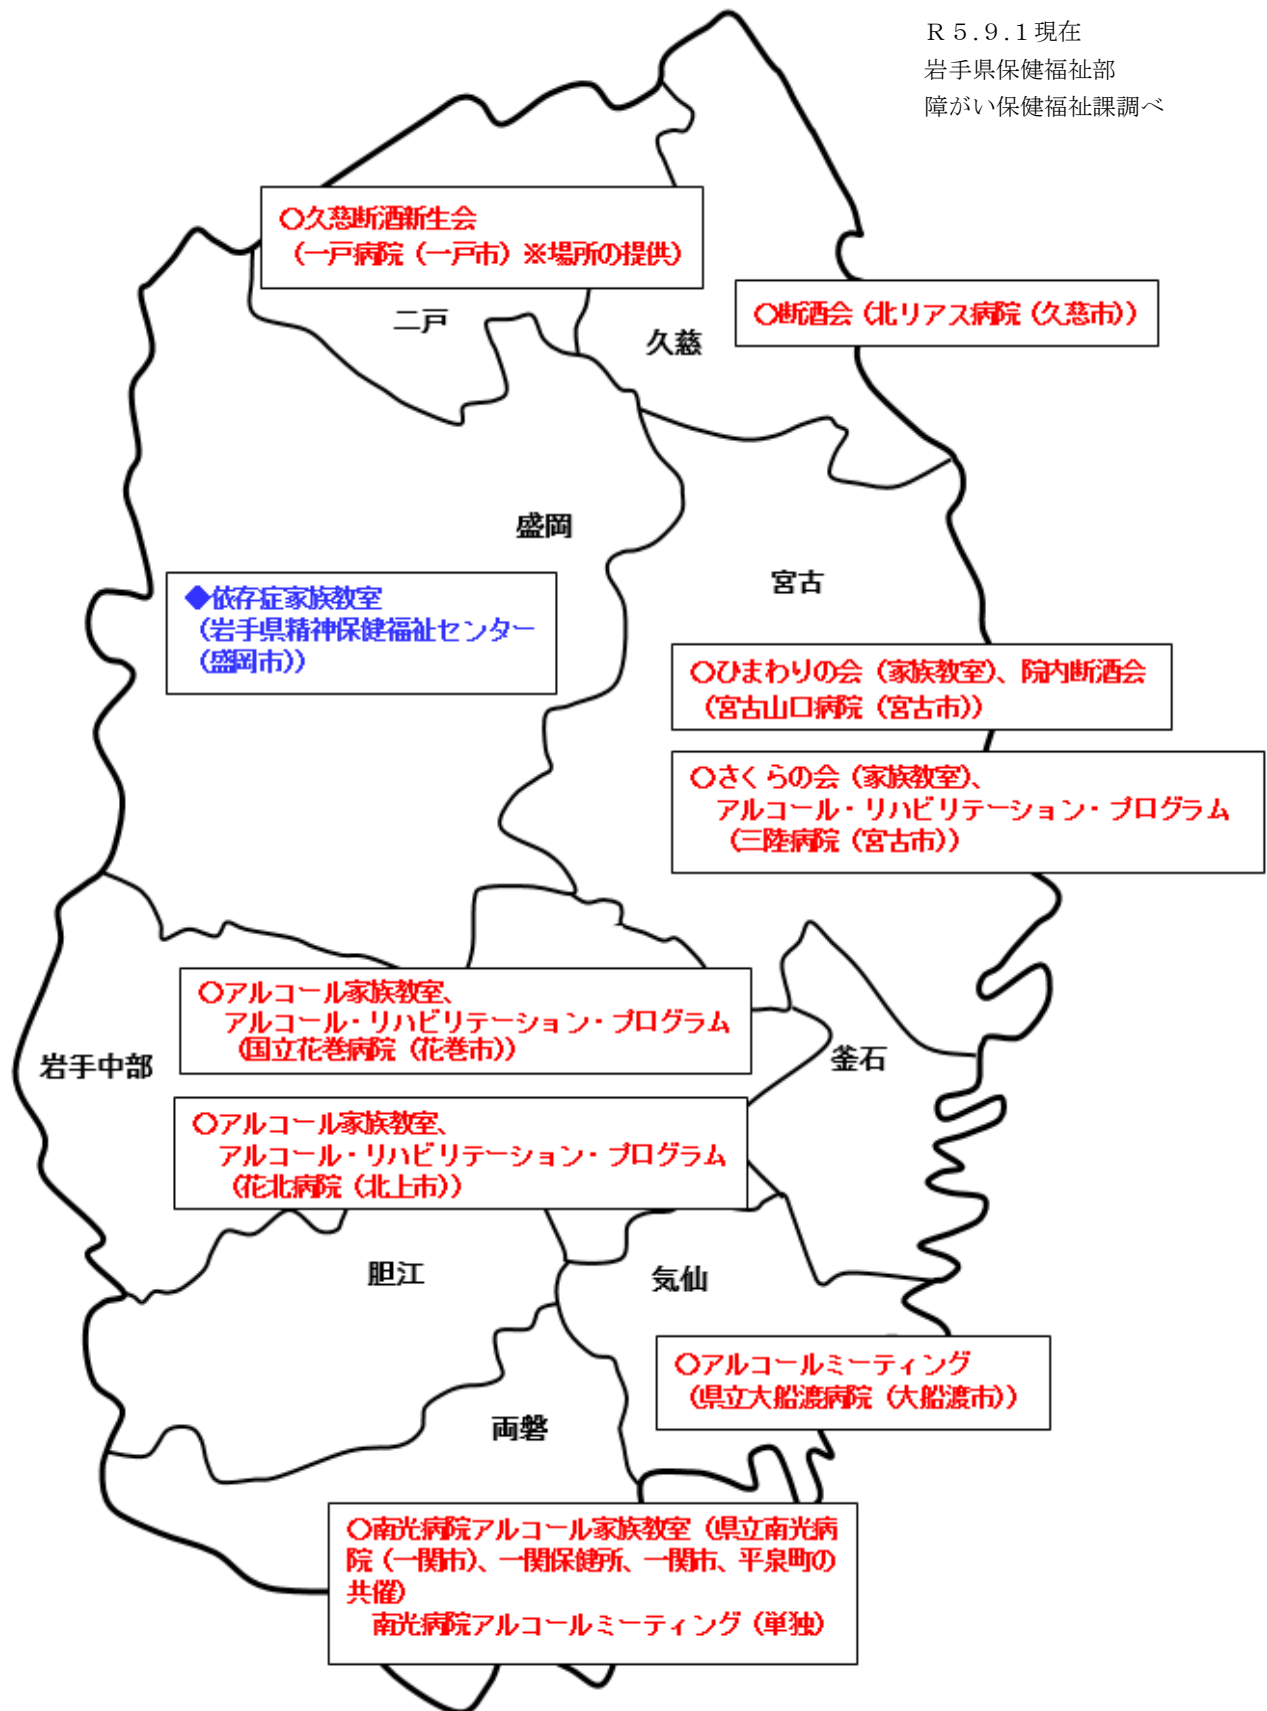 Ｒ５.９.１現在
岩手県保健福祉部
障がい保健福祉課調べ
〇久慈断酒新生会
（一戸病院（一戸市）※場所の提供）
二戸
〇断酒会（北リアス病院（久慈市））
久慈
盛岡
宮古
◆依存症家族教室
（岩手県精神保健福祉センター
（盛岡市））
〇ひまわりの会（家族教室）、院内断酒会
（宮古山口病院（宮古市））
〇さくらの会（家族教室）、
アルコール・リハビリテーション・プログラム
（三陸病院（宮古市））
〇アルコール家族教室、
アルコール・リハビリテーション・プログラム
（国立花巻病院（花巻市））
岩手中部
釜石
〇アルコール家族教室、
アルコール・リハビリテーション・プログラム
（花北病院（北上市））
胆江
気仙
〇アルコールミーティング
（県立大船渡病院（大船渡市））
両磐
〇南光病院アルコール家族教室（県立南光病
院（一関市）、一関保健所、一関市、平泉町の
共催）
南光病院アルコールミーティング（単独）